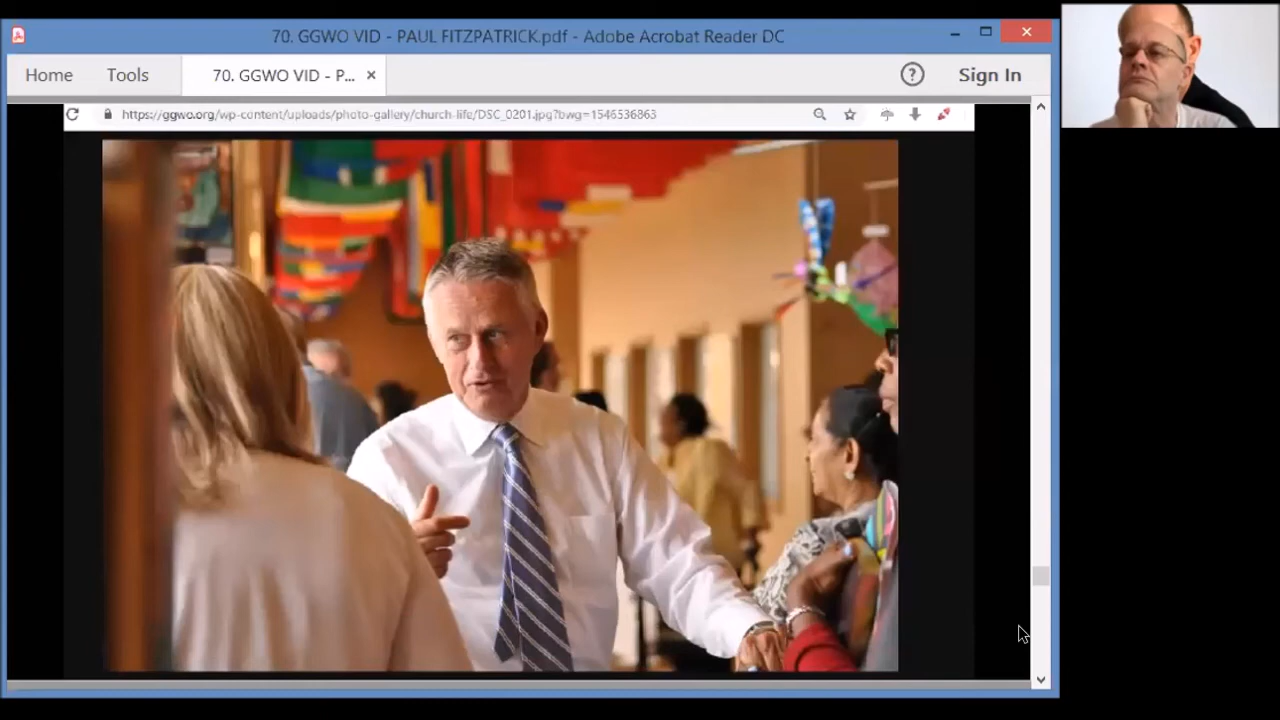 70. GGWO VID - PAUL FITZPATRICK.pdf - Adobe Acrobat Reader DC
Home Tools 70. GGWO VID - P... Sign In
https://ggwo.org/wp-content/uploads/photo-gallery/church-life/DSC_0201.jpg?bwg=1546536863